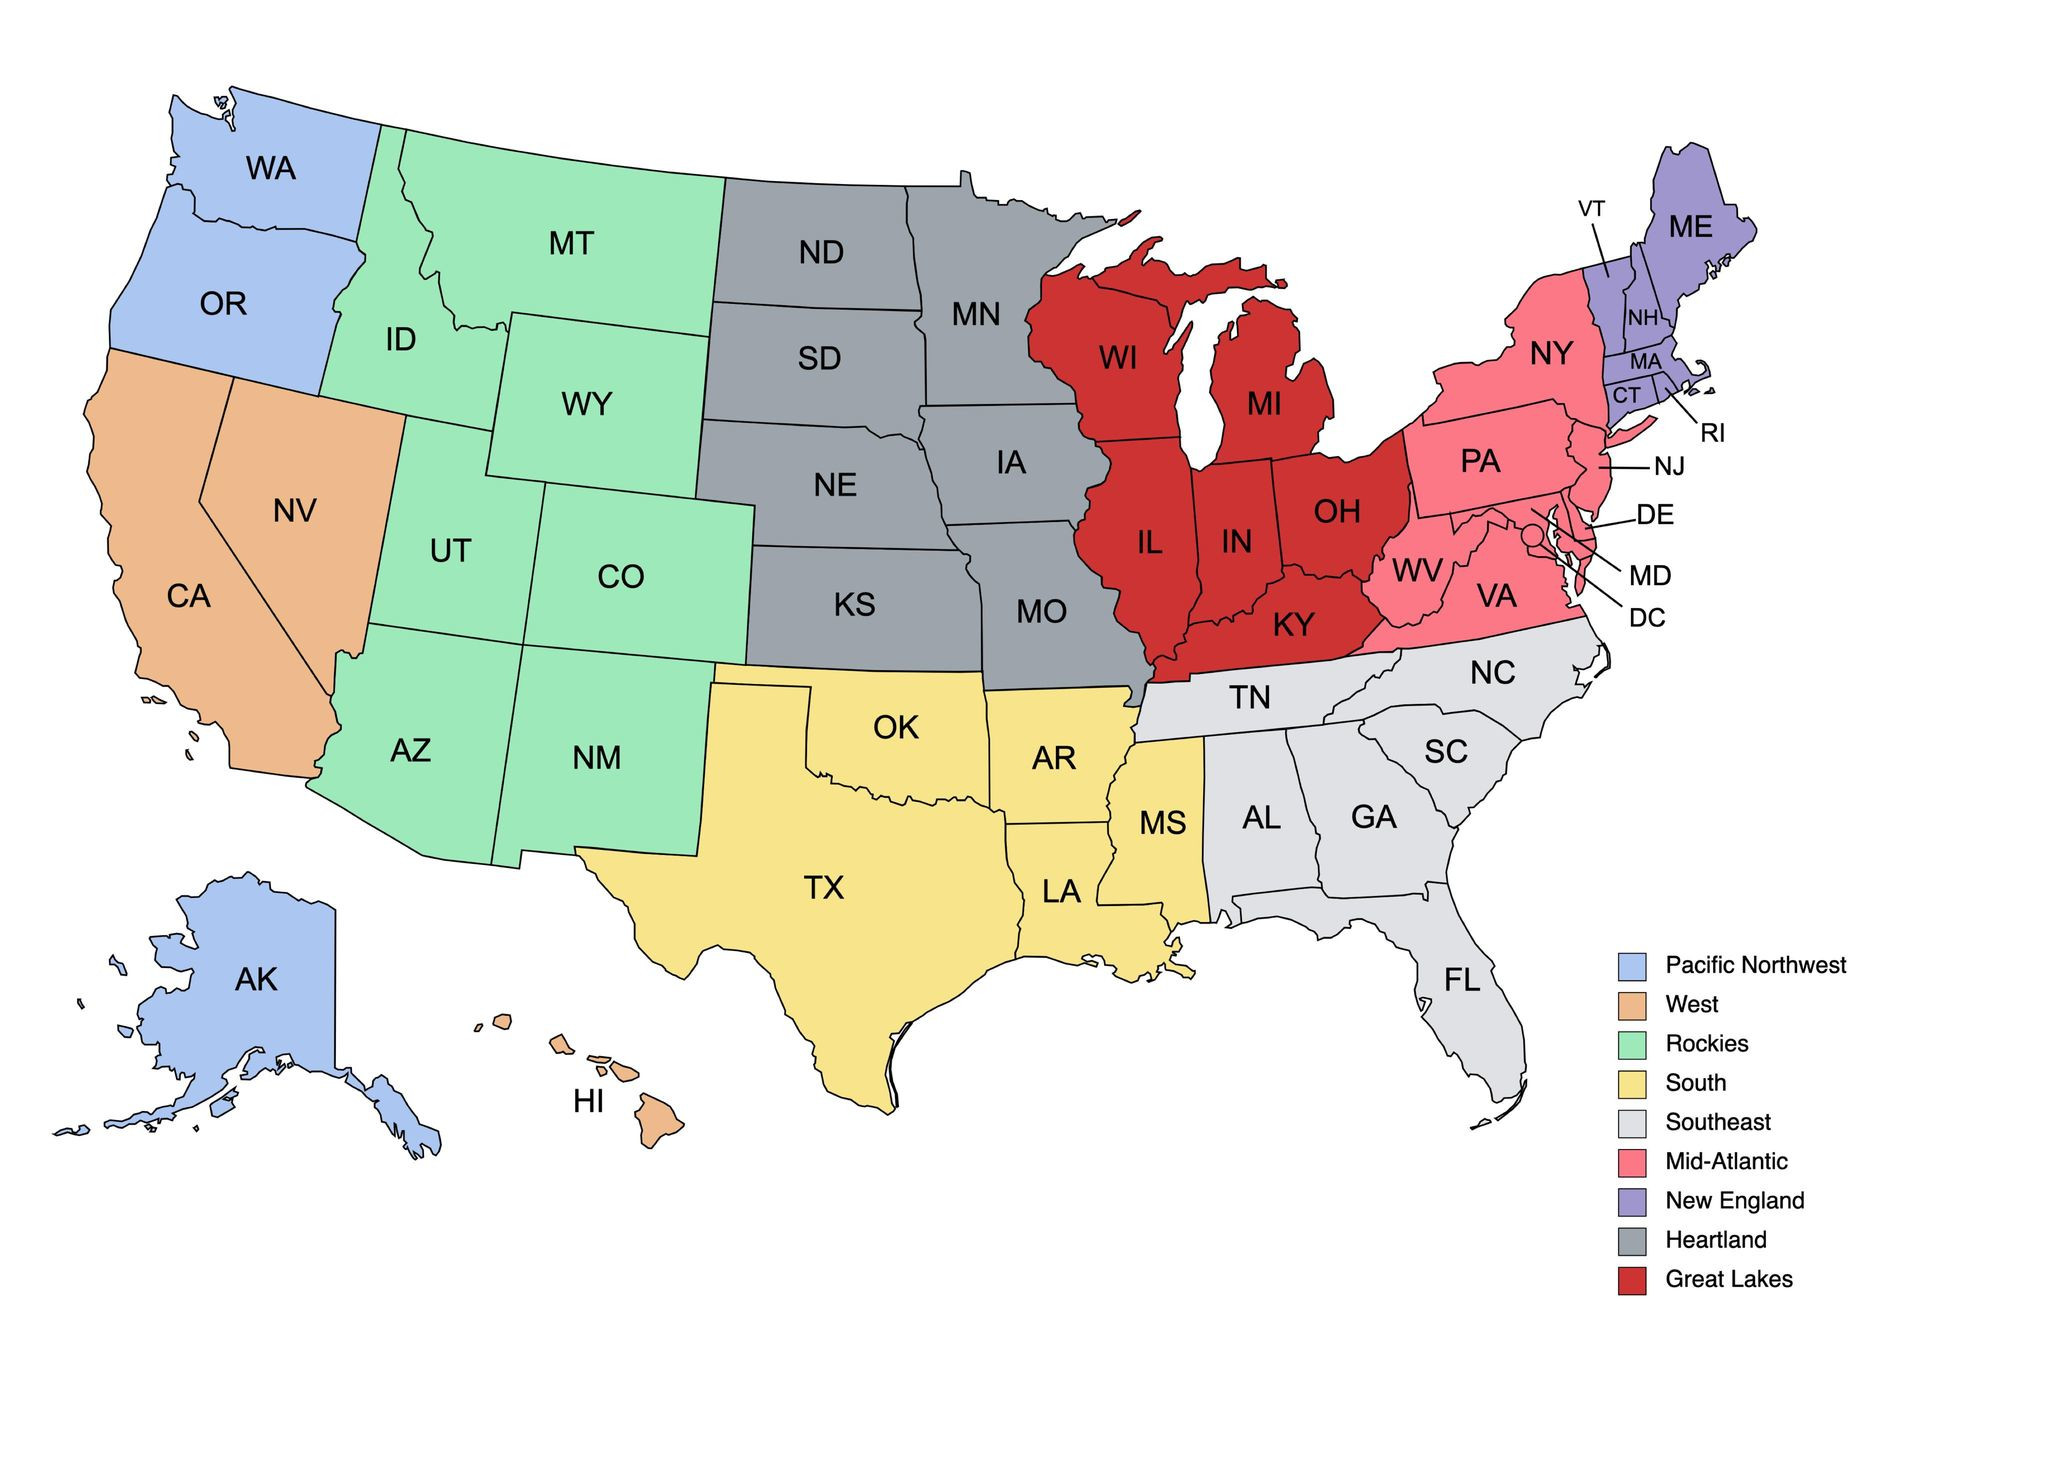 WA
OR
ID
MT
WY
ND
SD
NE
KS
MN
IA
MO
WI
MI
IL
IN
OH
KY
VT
ME
NH
MA
CT
RI
NY
PA
NJ
DE
MD
DC
WV
VA
CA
NV
UT
CO
AZ
NM
OK
TX
AR
LA
MS
TN
NC
SC
AL
GA
FL
AK
HI
Pacific Northwest
West
Rockies
South
Southeast
Mid-Atlantic
New England
Heartland
Great Lakes